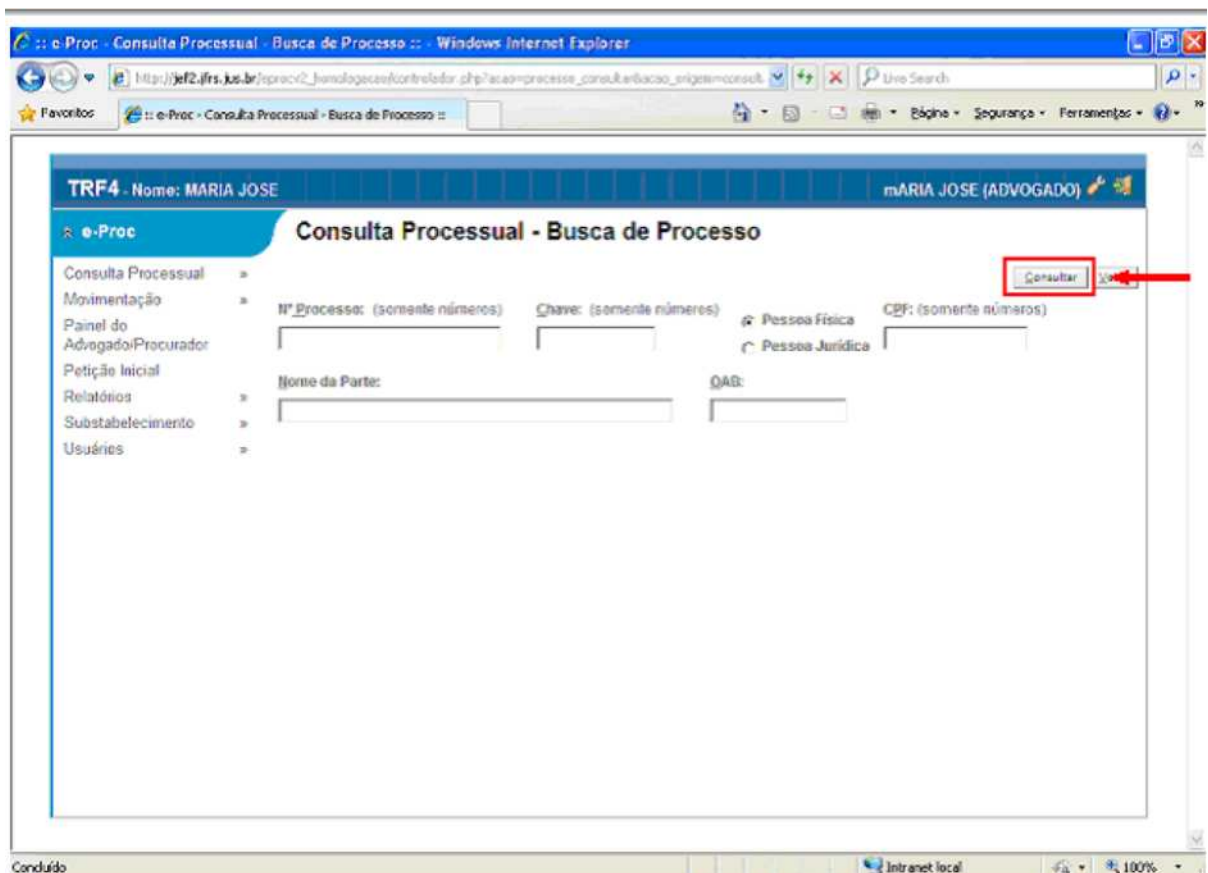 :: e-Proc - Consulta Processual - Busca de Processo :: - Windows Internet Explorer
Live Search
Favoritos :: e-Proc - Consulta Processual - Busca de Processo :: Página Segurança Ferramentas
TRF4 - Nome: MARIA JOSE mARIA JOSE (ADVOGADO)
e-Proc
Consulta Processual - Busca de Processo
Consulta Processual »
Movimentação »
Painel do
Advogado/Procurador
Petição Inicial
Relatórios »
Substabelecimento »
Usuários »
Consultar
Nº Processo: (somente números) Chave: (somente números) Pessoa Física CPF: (somente números)
Pessoa Jurídica
Nome da Parte: OAB:
Concluído Intranet local 100%